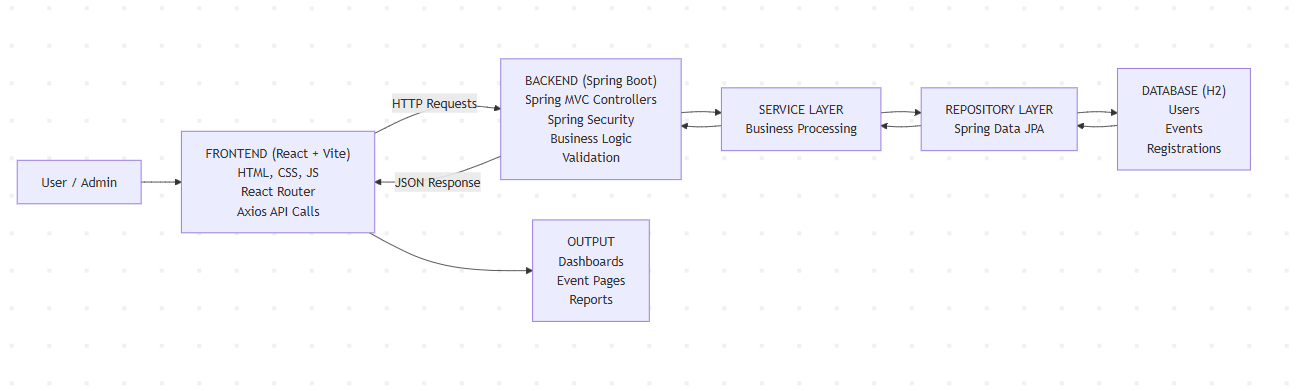 User / Admin
FRONTEND (React + Vite)
HTML, CSS, JS
React Router
Axios API Calls
HTTP Requests
JSON Response
BACKEND (Spring Boot)
Spring MVC Controllers
Spring Security
Business Logic
Validation
SERVICE LAYER
Business Processing
REPOSITORY LAYER
Spring Data JPA
DATABASE (H2)
Users
Events
Registrations
OUTPUT
Dashboards
Event Pages
Reports